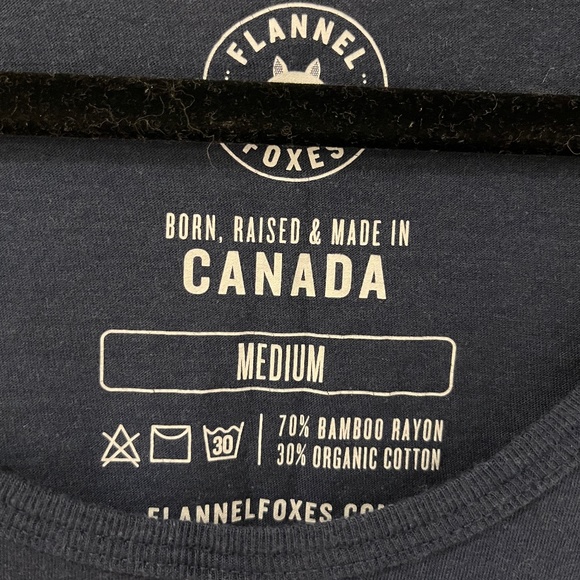 FLANNEL
FOXES
BORN, RAISED & MADE IN
CANADA
MEDIUM
30
70% BAMBOO RAYON
30% ORGANIC COTTON